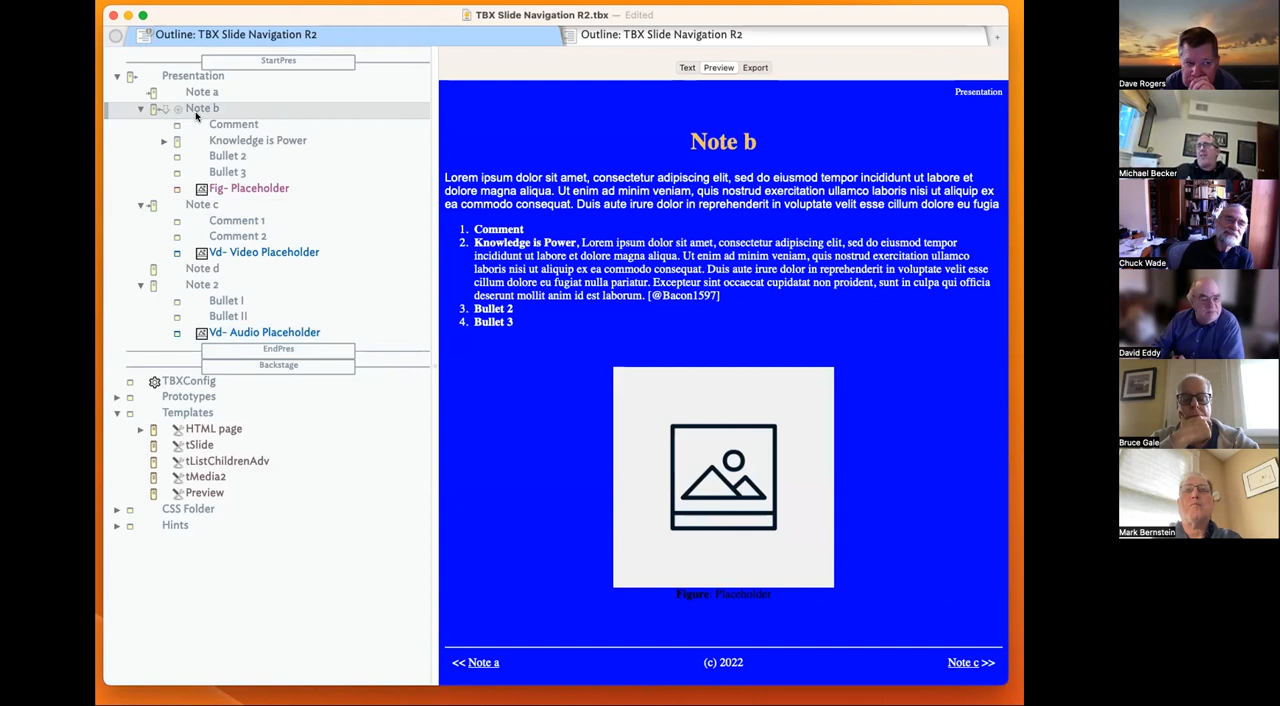 TBX Slide Navigation R2.tbx — Edited
Outline: TBX Slide Navigation R2
Outline: TBX Slide Navigation R2
+
StartPres
Presentation
Note a
Note b
Comment
Knowledge is Power
Bullet 2
Bullet 3
Fig- Placeholder
Note c
Comment 1
Comment 2
Vd- Video Placeholder
Note d
Note 2
Bullet I
Bullet II
Vd- Audio Placeholder
EndPres
Backstage
TBXConfig
Prototypes
Templates
HTML page
tSlide
tListChildrenAdv
tMedia2
Preview
CSS Folder
Hints
Text Preview Export
Presentation
Note b
Lorem ipsum dolor sit amet, consectetur adipiscing elit, sed do eiusmod tempor incididunt ut labore et
dolore magna aliqua. Ut enim ad minim veniam, quis nostrud exercitation ullamco laboris nisi ut aliquip ex
ea commodo consequat. Duis aute irure dolor in reprehenderit in voluptate velit esse cillum dolore eu fugia
1. Comment
2. Knowledge is Power, Lorem ipsum dolor sit amet, consectetur adipiscing elit, sed do eiusmod tempor
incididunt ut labore et dolore magna aliqua. Ut enim ad minim veniam, quis nostrud exercitation ullamco
laboris nisi ut aliquip ex ea commodo consequat. Duis aute irure dolor in reprehenderit in voluptate velit esse
cillum dolore eu fugiat nulla pariatur. Excepteur sint occaecat cupidatat non proident, sunt in culpa qui officia
deserunt mollit anim id est laborum. [@Bacon1597]
3. Bullet 2
4. Bullet 3
Figure: Placeholder
<< Note a (c) 2022 Note c >>
Dave Rogers
Michael Becker
Chuck Wade
David Eddy
Bruce Gale
Mark Bernstein